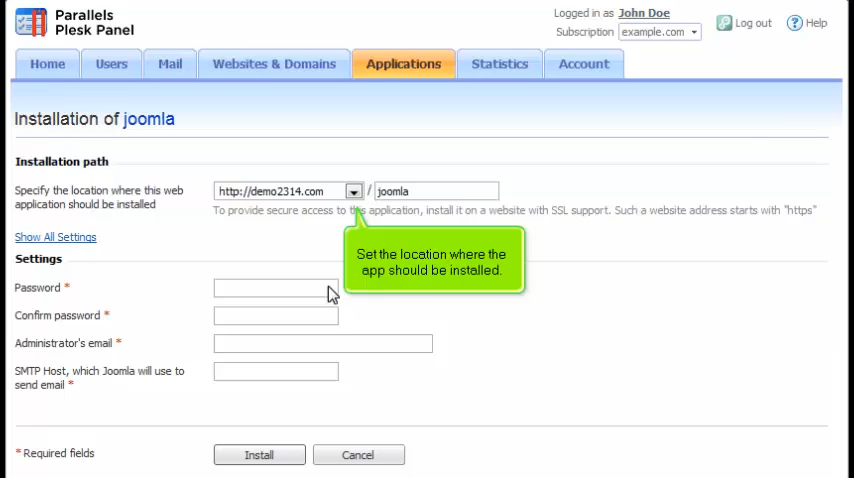 Parallels
Plesk Panel
Logged in as John Doe
Subscription example.com
Log out
Help
Home
Users
Mail
Websites & Domains
Applications
Statistics
Account
Installation of joomla
Installation path
Specify the location where this web
application should be installed
http://demo2314.com / joomla
To provide secure access to this application, install it on a website with SSL support. Such a website address starts with "https"
Show All Settings
Set the location where the
app should be installed.
Settings
Password *
Confirm password *
Administrator's email *
SMTP Host, which Joomla will use to
send email *
* Required fields
Install
Cancel